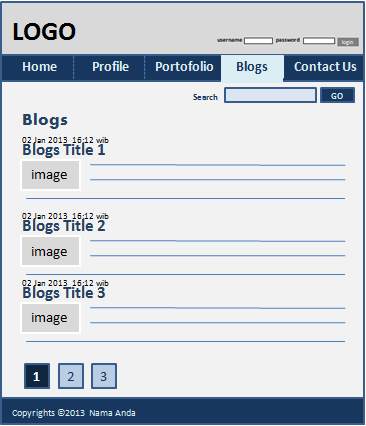 LOGO
username password login
Home Profile Portofolio Blogs Contact Us
Search GO
Blogs
02 Jan 2013 16:12 wib
Blogs Title 1
image
02 Jan 2013 16:12 wib
Blogs Title 2
image
02 Jan 2013 16:12 wib
Blogs Title 3
image
1 2 3
Copyrights ©2013 Nama Anda